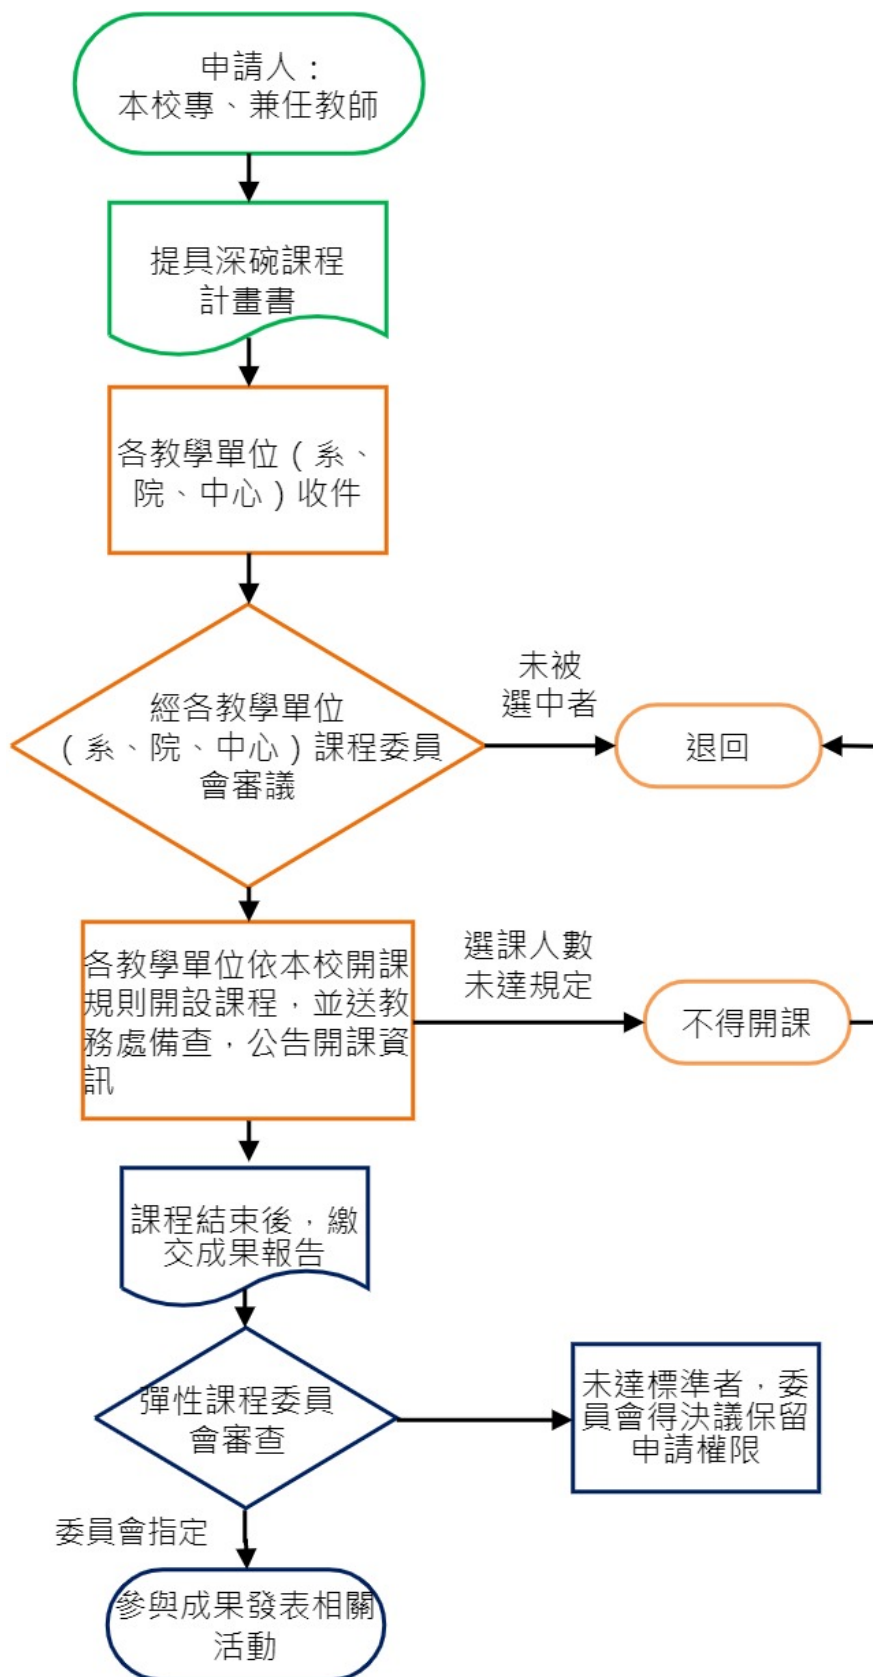 申請人：
本校專、兼任教師
提具深碗課程
計畫書
各教學單位（系、
院、中心）收件
經各教學單位
（系、院、中心）課程委員
會審議
未被
選中者
退回
各教學單位依本校開課
規則開設課程，並送教
務處備查，公告開課資
訊
選課人數
未達規定
不得開課
課程結束後，繳
交成果報告
彈性課程委員
會審查
未達標準者，委
員會得決議保留
申請權限
委員會指定
參與成果發表相關
活動